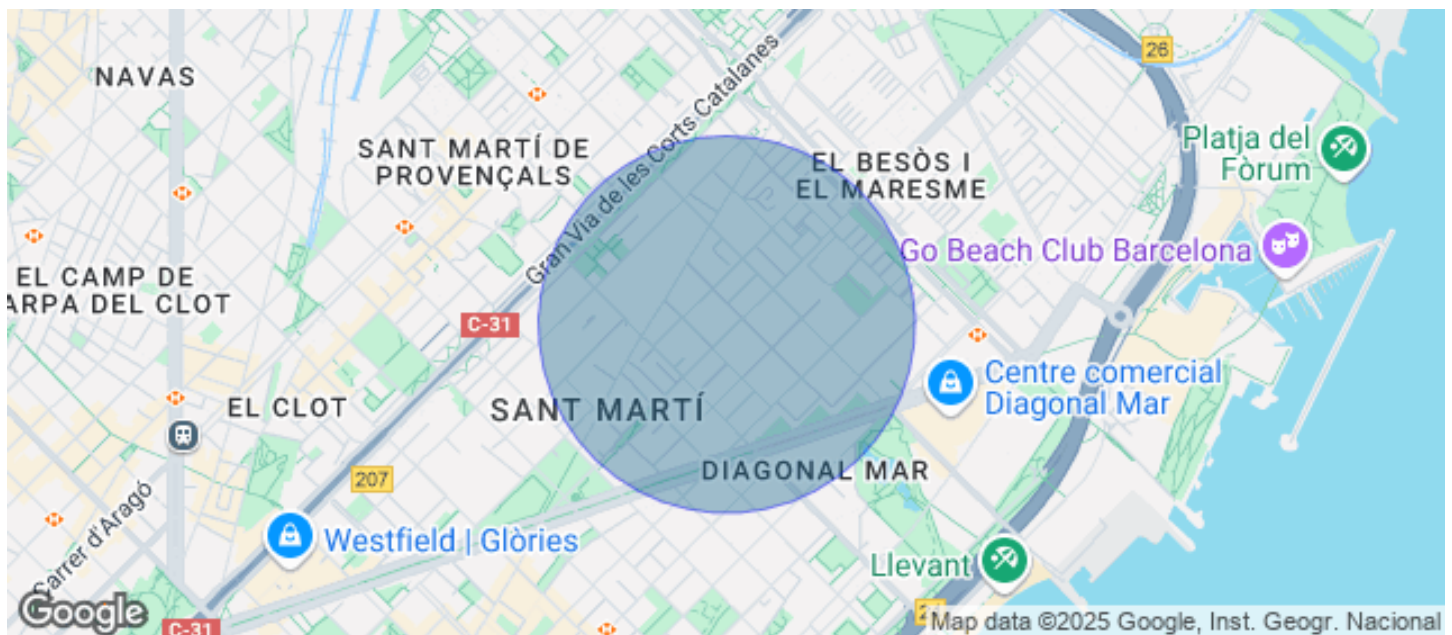 NAVAS
26
SANT MARTÍ DE
PROVENÇALS
Gran Via de les Corts Catalanes
EL BESÒS I
EL MARESME
Platja del
Fòrum
Go Beach Club Barcelona
EL CAMP DE
ARPA DEL CLOT
C-31
Centre comercial
Diagonal Mar
EL CLOT
SANT MARTÍ
DIAGONAL MAR
207
Carrer d'Aragó
Westfield | Glòries
Llevant
Google
C-31
Map data ©2025 Google, Inst. Geogr. Nacional